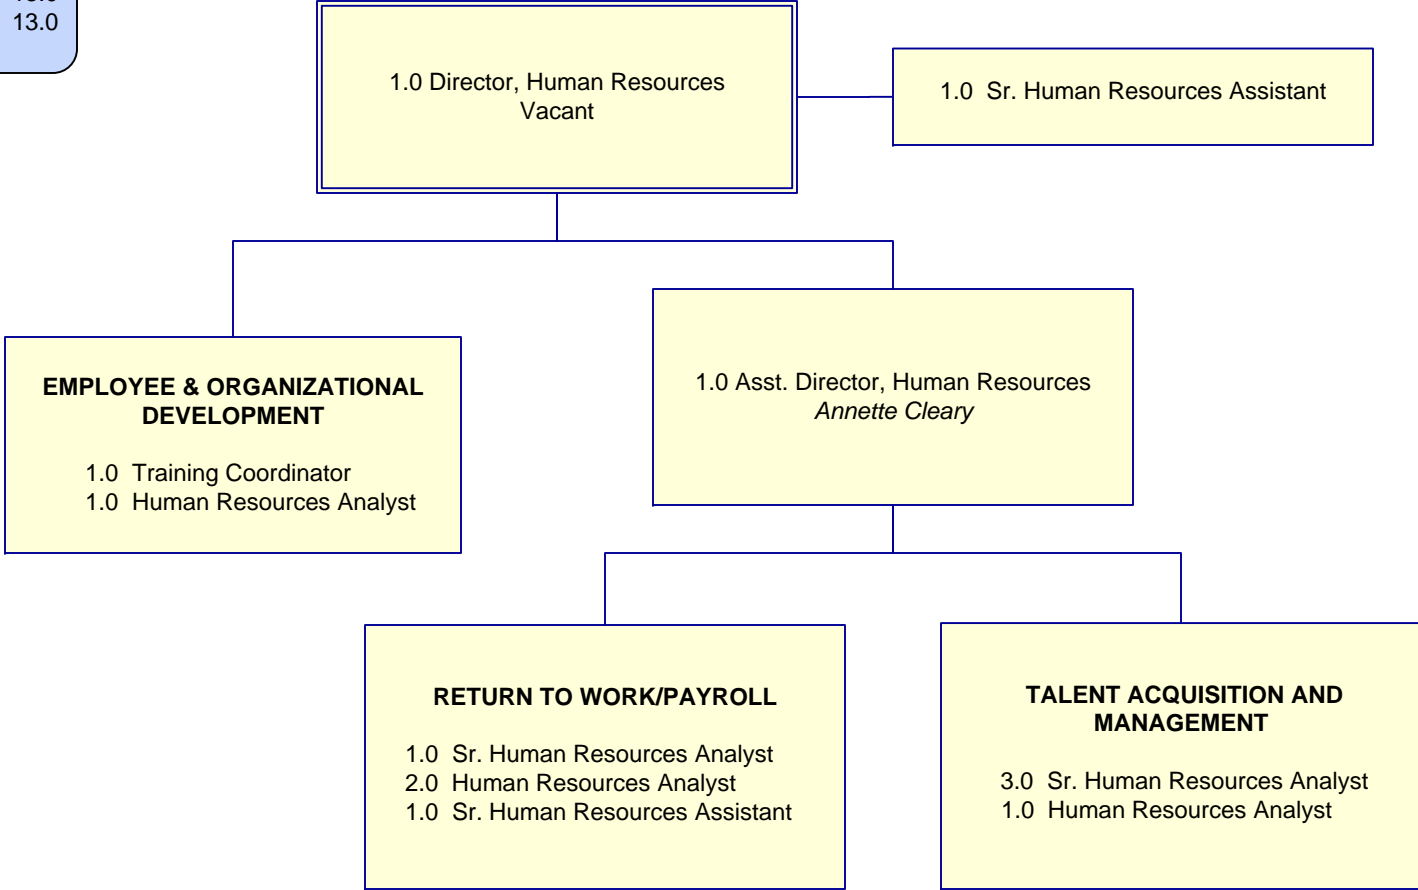 13.0
1.0 Director, Human Resources
Vacant
1.0 Sr. Human Resources Assistant
EMPLOYEE & ORGANIZATIONAL
DEVELOPMENT
1.0 Training Coordinator
1.0 Human Resources Analyst
1.0 Asst. Director, Human Resources
Annette Cleary
RETURN TO WORK/PAYROLL
1.0 Sr. Human Resources Analyst
2.0 Human Resources Analyst
1.0 Sr. Human Resources Assistant
TALENT ACQUISITION AND
MANAGEMENT
3.0 Sr. Human Resources Analyst
1.0 Human Resources Analyst